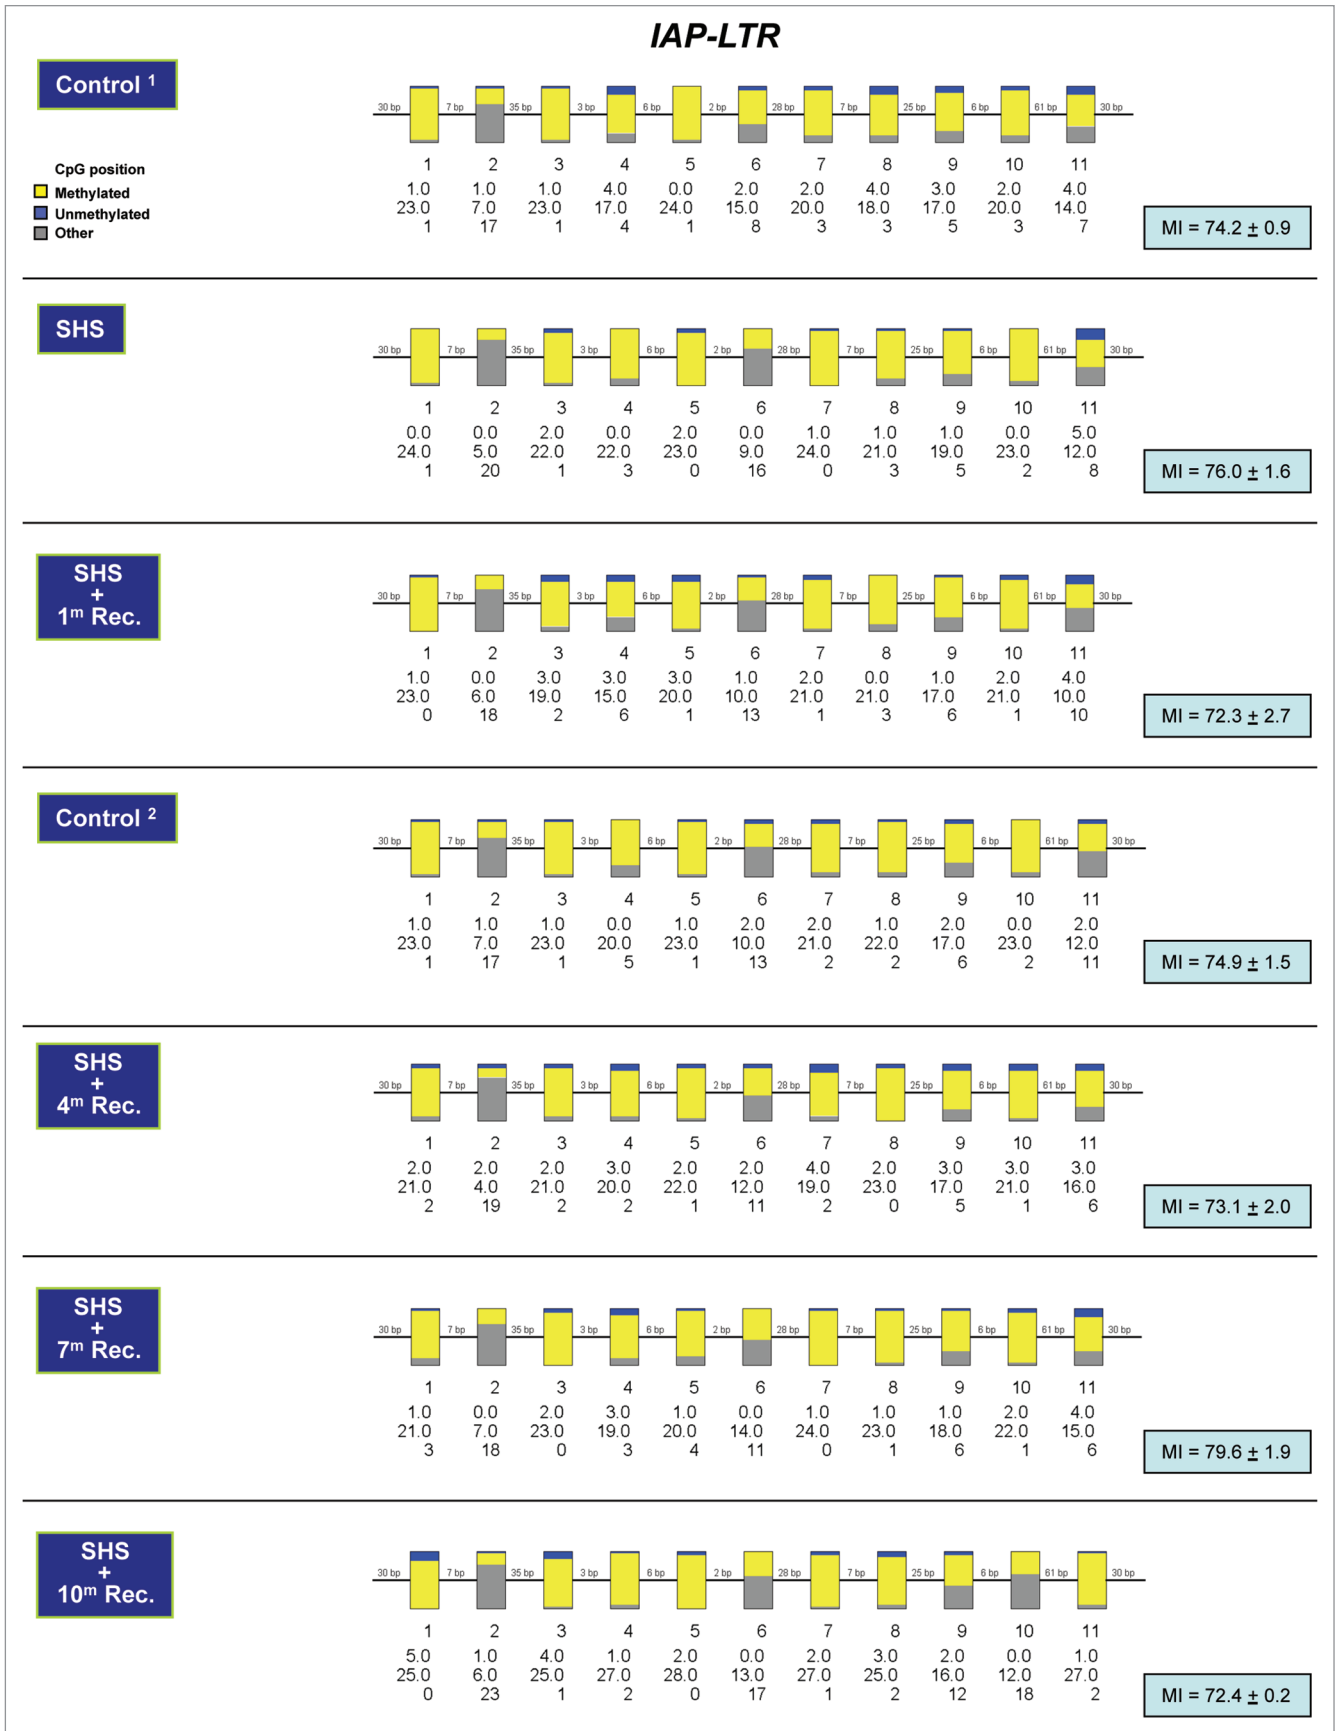 IAP-LTR
Control ¹
30 bp 7 bp 35 bp 3 bp 6 bp 2 bp 28 bp 7 bp 25 bp 6 bp 61 bp 30 bp
CpG position
Methylated
Unmethylated
Other
1 2 3 4 5 6 7 8 9 10 11
1.0 1.0 1.0 4.0 0.0 2.0 2.0 4.0 3.0 2.0 4.0
23.0 7.0 23.0 17.0 24.0 15.0 20.0 18.0 17.0 20.0 14.0
1 17 1 4 1 8 3 3 5 3 7
MI = 74.2 ± 0.9
SHS
30 bp 7 bp 35 bp 3 bp 6 bp 2 bp 28 bp 7 bp 25 bp 6 bp 61 bp 30 bp
1 2 3 4 5 6 7 8 9 10 11
0.0 0.0 2.0 0.0 2.0 0.0 1.0 1.0 1.0 0.0 5.0
24.0 5.0 22.0 22.0 23.0 9.0 24.0 21.0 19.0 23.0 12.0
1 20 1 3 0 16 0 3 5 2 8
MI = 76.0 ± 1.6
SHS
+
1ᵐ Rec.
30 bp 7 bp 35 bp 3 bp 6 bp 2 bp 28 bp 7 bp 25 bp 6 bp 61 bp 30 bp
1 2 3 4 5 6 7 8 9 10 11
1.0 0.0 3.0 3.0 3.0 1.0 2.0 0.0 1.0 2.0 4.0
23.0 6.0 19.0 15.0 20.0 10.0 21.0 21.0 17.0 21.0 10.0
0 18 2 6 1 13 1 3 6 1 10
MI = 72.3 ± 2.7
Control ²
30 bp 7 bp 35 bp 3 bp 6 bp 2 bp 28 bp 7 bp 25 bp 6 bp 61 bp 30 bp
1 2 3 4 5 6 7 8 9 10 11
1.0 1.0 1.0 0.0 1.0 2.0 2.0 1.0 2.0 0.0 2.0
23.0 7.0 23.0 20.0 23.0 10.0 21.0 22.0 17.0 23.0 12.0
1 17 1 5 1 13 2 2 6 2 11
MI = 74.9 ± 1.5
SHS
+
4ᵐ Rec.
30 bp 7 bp 35 bp 3 bp 6 bp 2 bp 28 bp 7 bp 25 bp 6 bp 61 bp 30 bp
1 2 3 4 5 6 7 8 9 10 11
2.0 2.0 2.0 3.0 2.0 2.0 4.0 2.0 3.0 3.0 3.0
21.0 4.0 21.0 20.0 22.0 12.0 19.0 23.0 17.0 21.0 16.0
2 19 2 2 1 11 2 0 5 1 6
MI = 73.1 ± 2.0
SHS
+
7ᵐ Rec.
30 bp 7 bp 35 bp 3 bp 6 bp 2 bp 28 bp 7 bp 25 bp 6 bp 61 bp 30 bp
1 2 3 4 5 6 7 8 9 10 11
1.0 0.0 2.0 3.0 1.0 0.0 1.0 1.0 1.0 2.0 4.0
21.0 7.0 23.0 19.0 20.0 14.0 24.0 23.0 18.0 22.0 15.0
3 18 0 3 4 11 0 1 6 1 6
MI = 79.6 ± 1.9
SHS
+
10ᵐ Rec.
30 bp 7 bp 35 bp 3 bp 6 bp 2 bp 28 bp 7 bp 25 bp 6 bp 61 bp 30 bp
1 2 3 4 5 6 7 8 9 10 11
5.0 1.0 4.0 1.0 2.0 0.0 2.0 3.0 2.0 0.0 1.0
25.0 6.0 25.0 27.0 28.0 13.0 27.0 25.0 16.0 12.0 27.0
0 23 1 2 0 17 1 2 12 18 2
MI = 72.4 ± 0.2